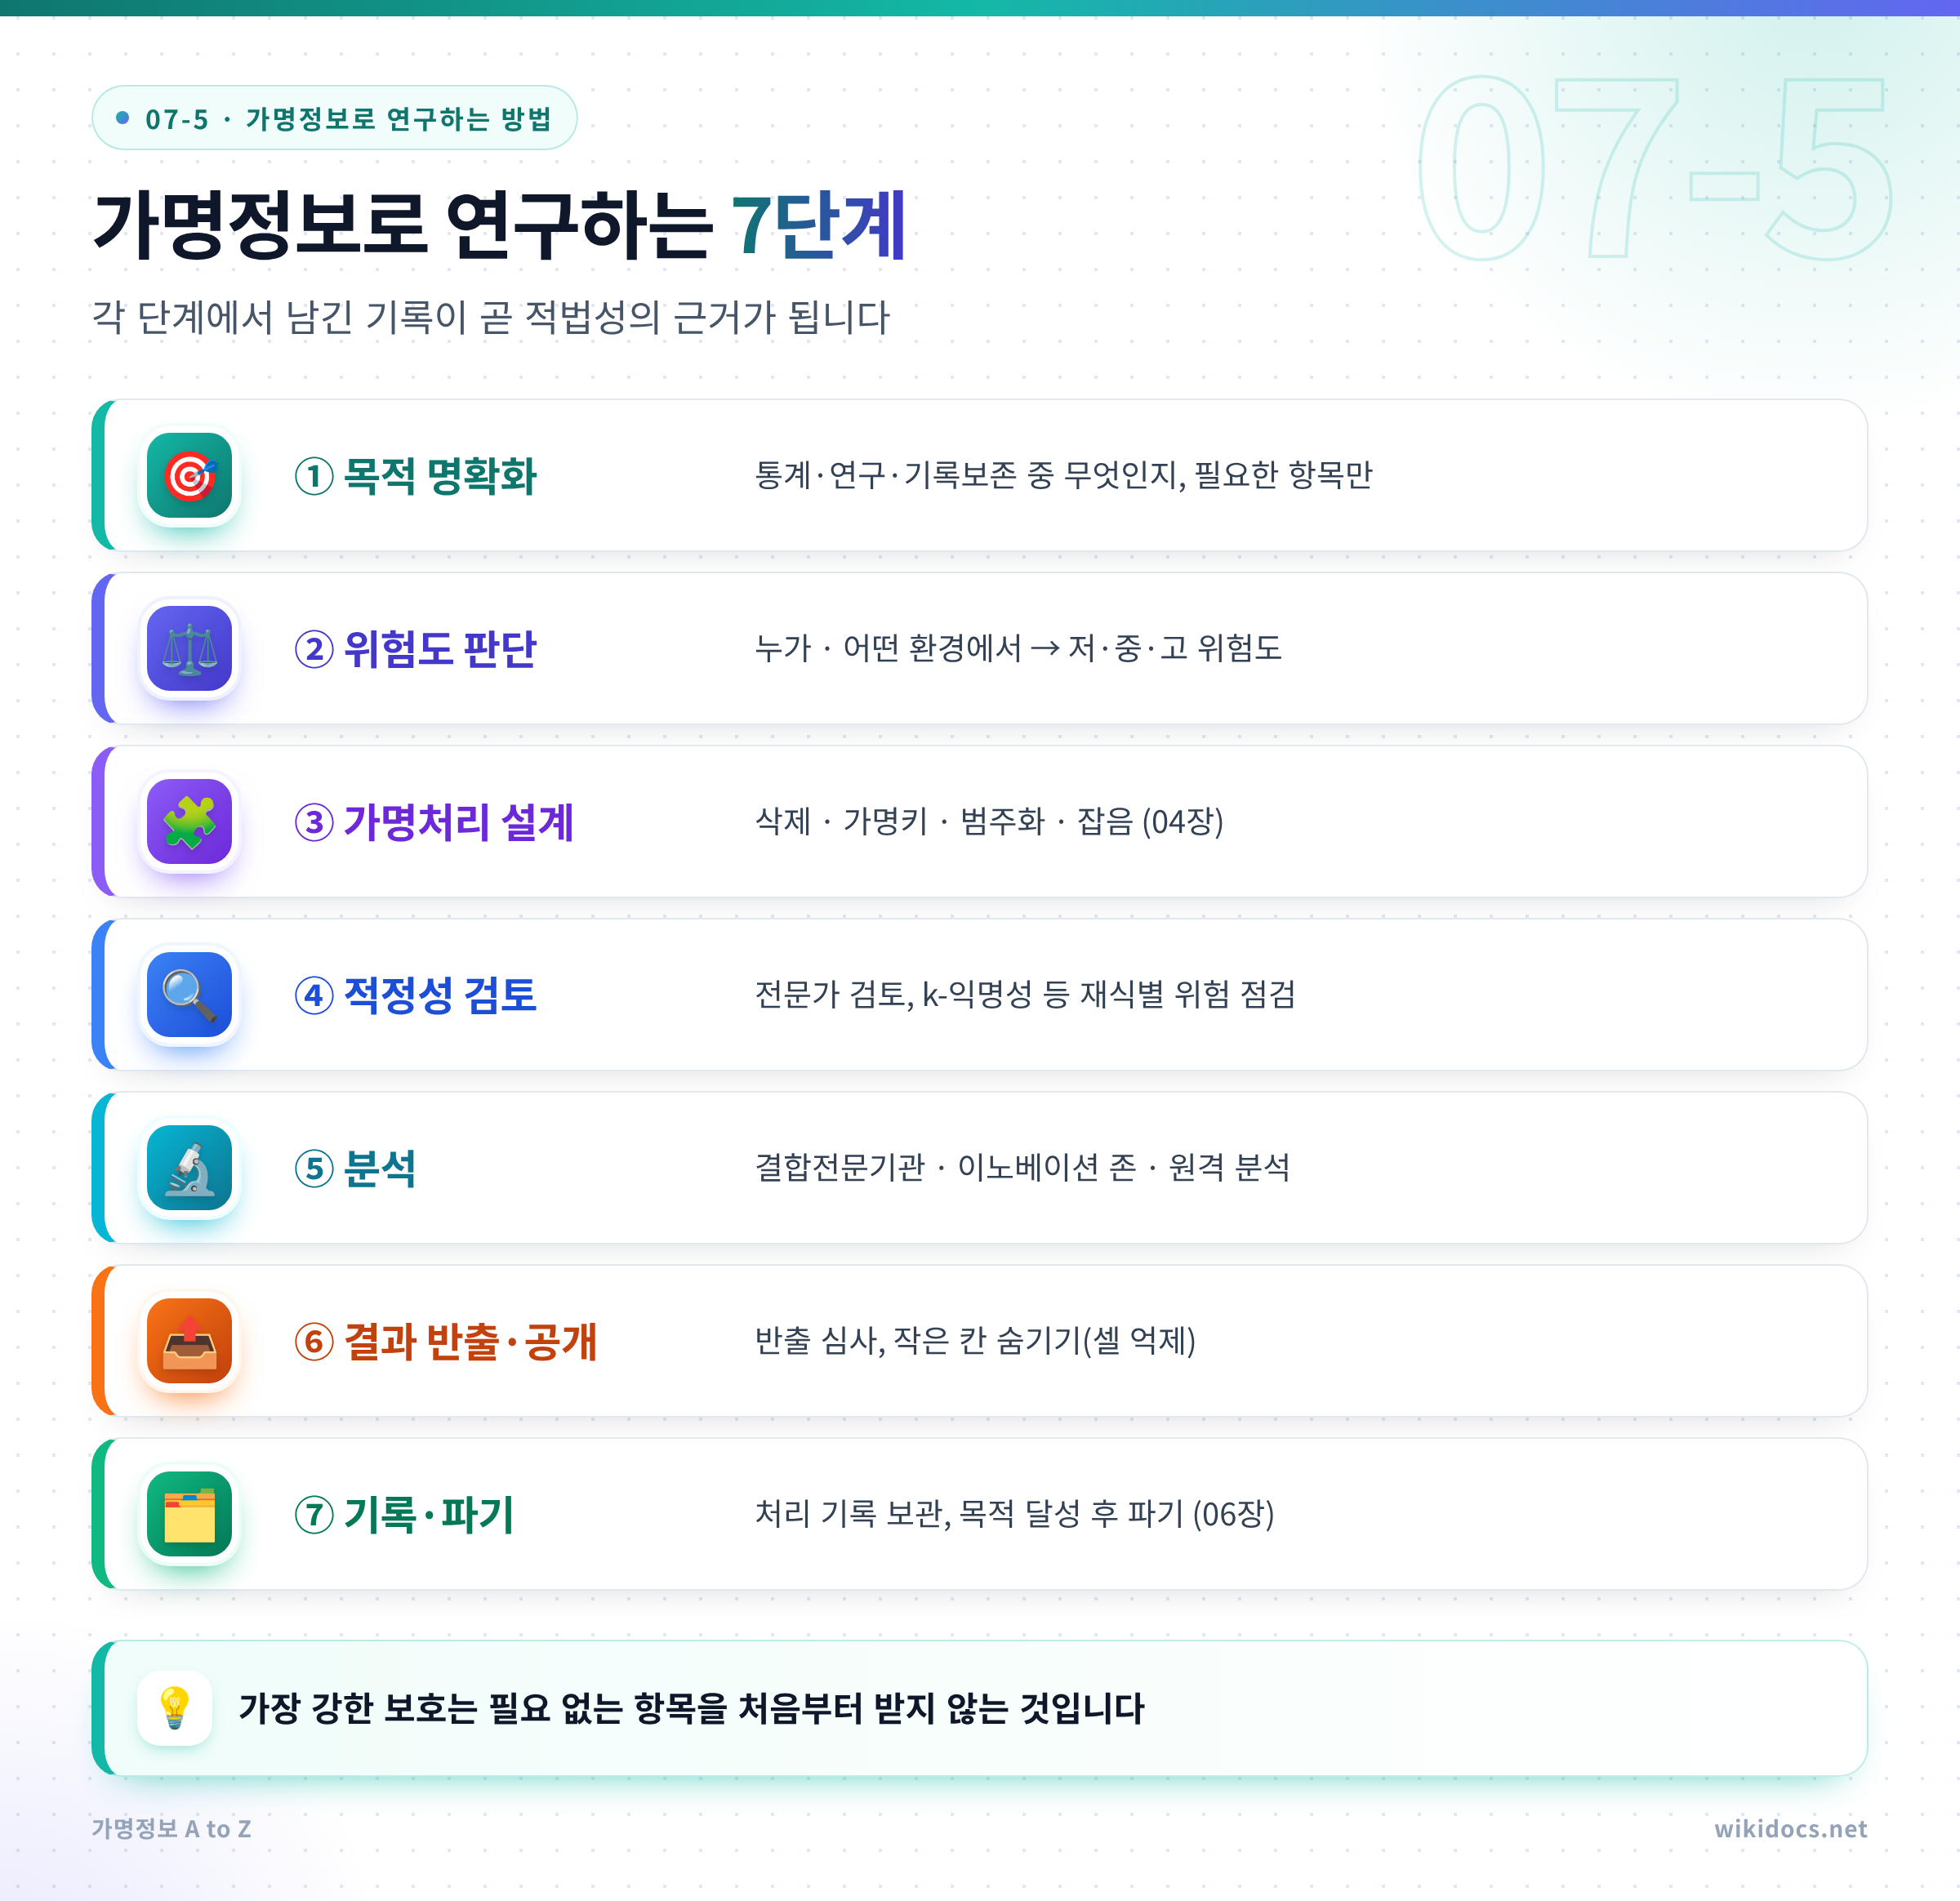 07-5 · 가명정보로 연구하는 방법
07-5
가명정보로 연구하는 7단계
각 단계에서 남긴 기록이 곧 적법성의 근거가 됩니다
① 목적 명확화
통계·연구·기록보존 중 무엇인지, 필요한 항목만
② 위험도 판단
누가 · 어떤 환경에서 → 저·중·고 위험도
③ 가명처리 설계
삭제 · 가명키 · 범주화 · 잡음 (04장)
④ 적정성 검토
전문가 검토, k-익명성 등 재식별 위험 점검
⑤ 분석
결합전문기관 · 이노베이션 존 · 원격 분석
⑥ 결과 반출·공개
반출 심사, 작은 칸 숨기기(셀 억제)
⑦ 기록·파기
처리 기록 보관, 목적 달성 후 파기 (06장)
가장 강한 보호는 필요 없는 항목을 처음부터 받지 않는 것입니다
가명정보 A to Z
wikidocs.net